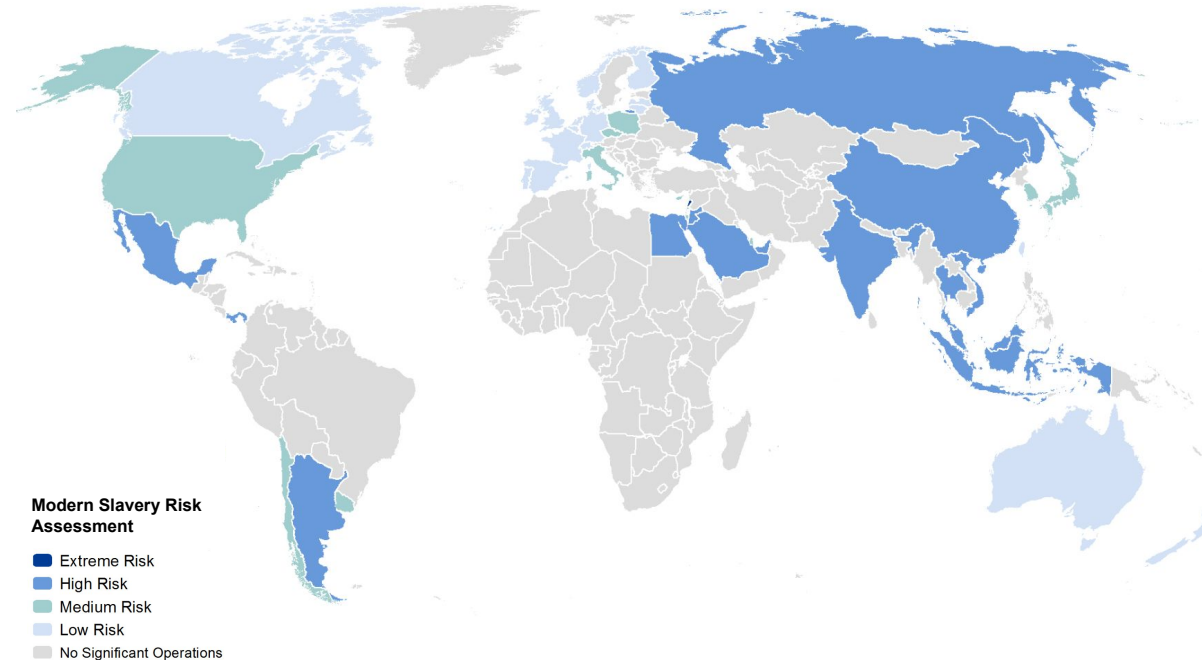 Modern Slavery Risk
Assessment
Extreme Risk
High Risk
Medium Risk
Low Risk
No Significant Operations